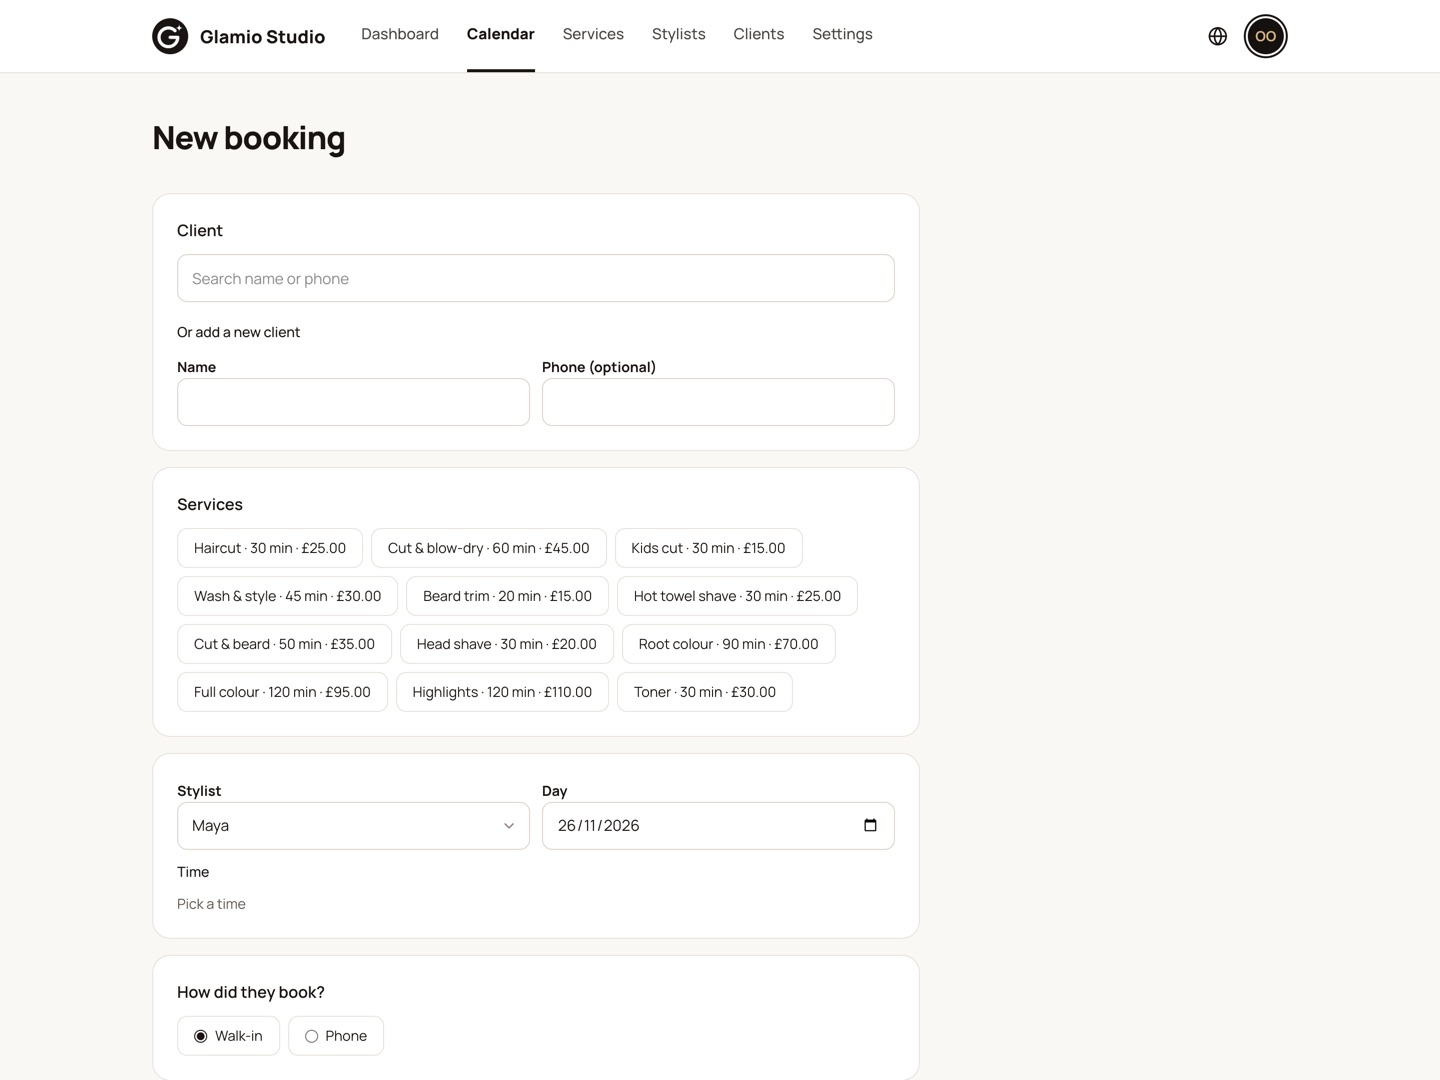 Glamio Studio Dashboard Calendar Services Stylists Clients Settings OO
New booking
Client
Search name or phone
Or add a new client
Name Phone (optional)
Services
Haircut · 30 min · £25.00 Cut & blow-dry · 60 min · £45.00 Kids cut · 30 min · £15.00
Wash & style · 45 min · £30.00 Beard trim · 20 min · £15.00 Hot towel shave · 30 min · £25.00
Cut & beard · 50 min · £35.00 Head shave · 30 min · £20.00 Root colour · 90 min · £70.00
Full colour · 120 min · £95.00 Highlights · 120 min · £110.00 Toner · 30 min · £30.00
Stylist Day
Maya 26/11/2026
Time
Pick a time
How did they book?
Walk-in Phone